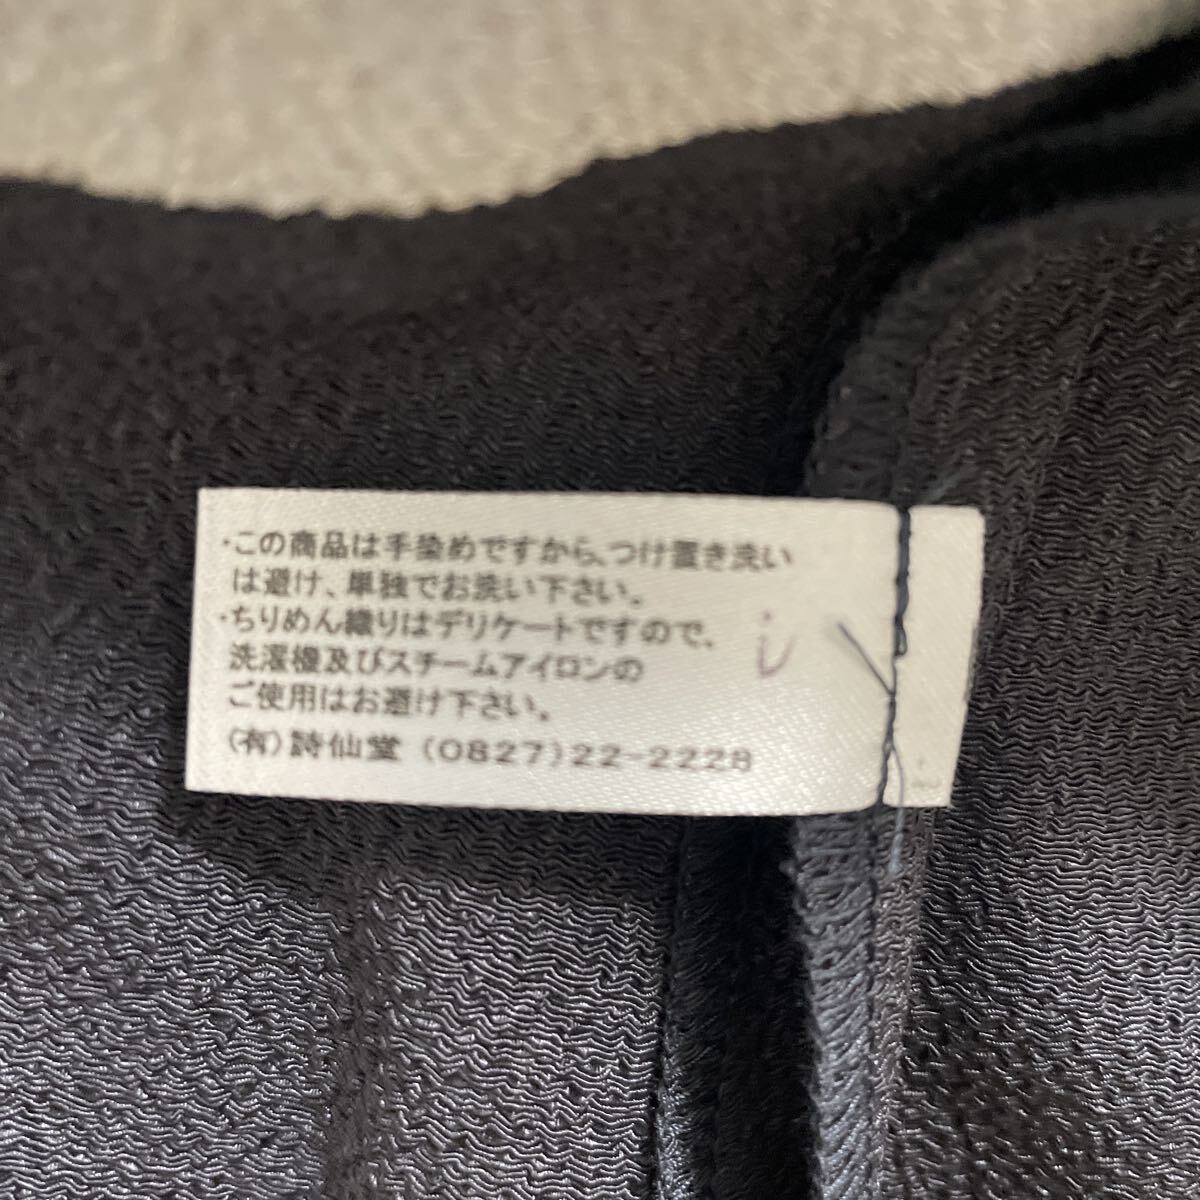 ・この商品は手染めですから、つけ置き洗い
は避け、単独でお洗い下さい。
・ちりめん織りはデリケートですので、
洗濯機及びスチームアイロンの
ご使用はお避け下さい。
(有)詩仙堂 (0827)22-2228